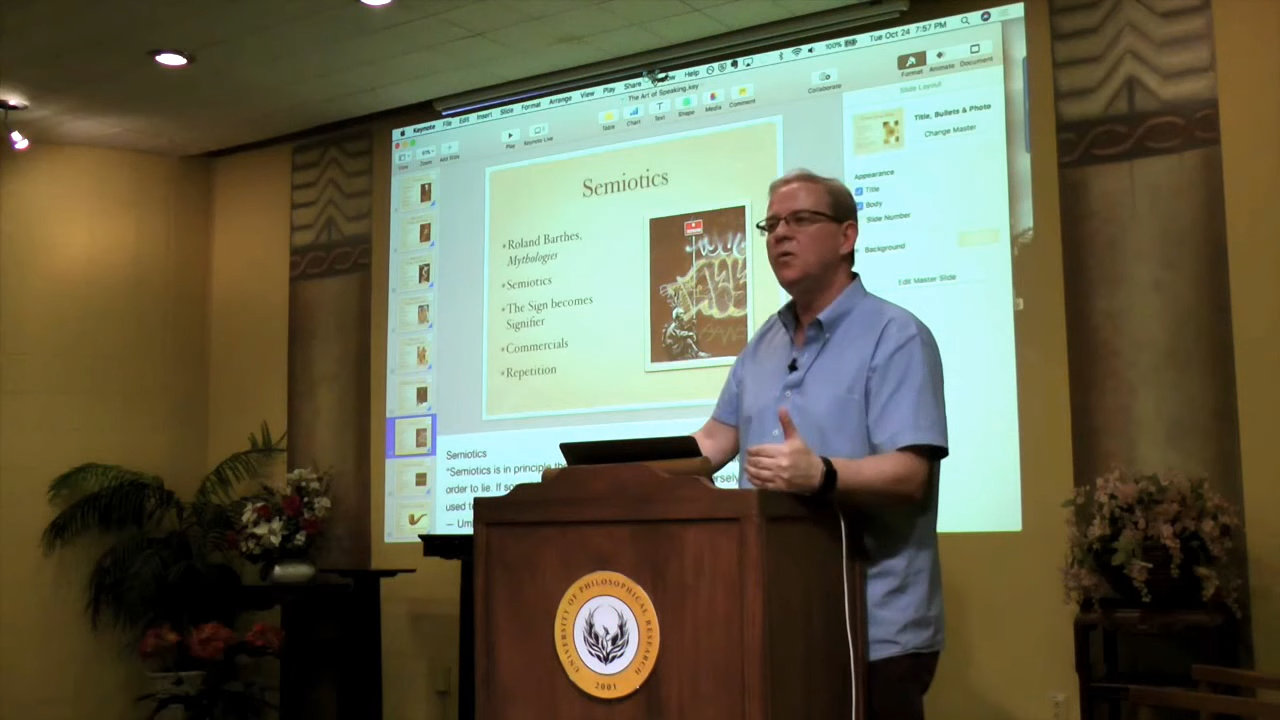 Keynote File Edit Insert Slide Format Arrange View Play Share Help 100% Tue Oct 24 7:57 PM
The Art of Speaking.key
View Zoom Add Slide Play Keynote Live Table Chart Text Shape Media Comment Collaborate Format Animate Document
Slide Layout
Title, Bullets & Photo
Change Master
Appearance
Title
Body
Slide Number
Background
Edit Master Slide
Semiotics
Roland Barthes,
Mythologies
Semiotics
The Sign becomes
Signifier
Commercials
Repetition
Semiotics
"Semiotics is in principle
order to lie. If
used
UNIVERSITY OF PHILOSOPHICAL RESEARCH
2001